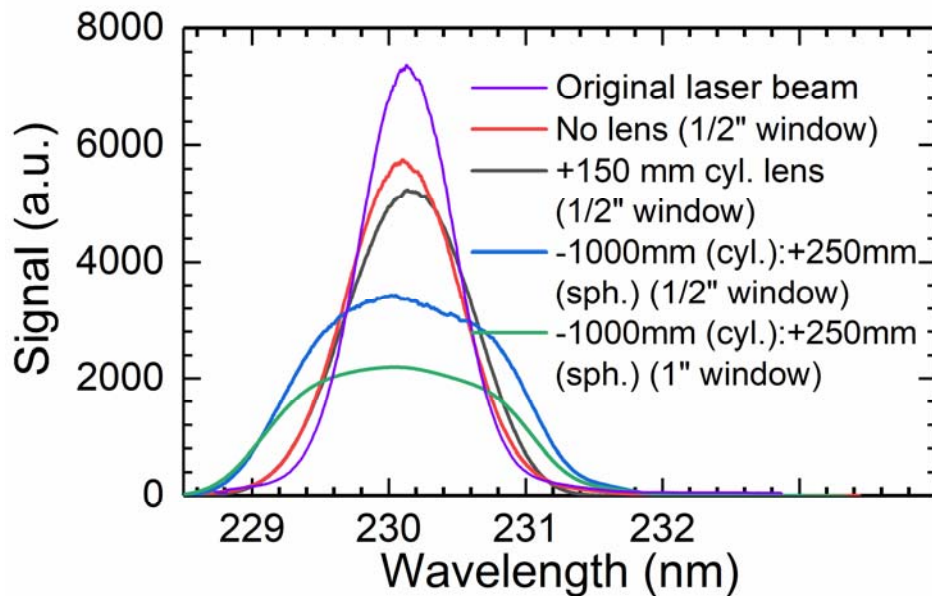 8000
6000
4000
2000
0
Signal (a.u.)
Original laser beam
No lens (1/2" window)
+150 mm cyl. lens
(1/2" window)
-1000mm (cyl.):+250mm
(sph.) (1/2" window)
-1000mm (cyl.):+250mm
(sph.) (1" window)
229 230 231 232
Wavelength (nm)